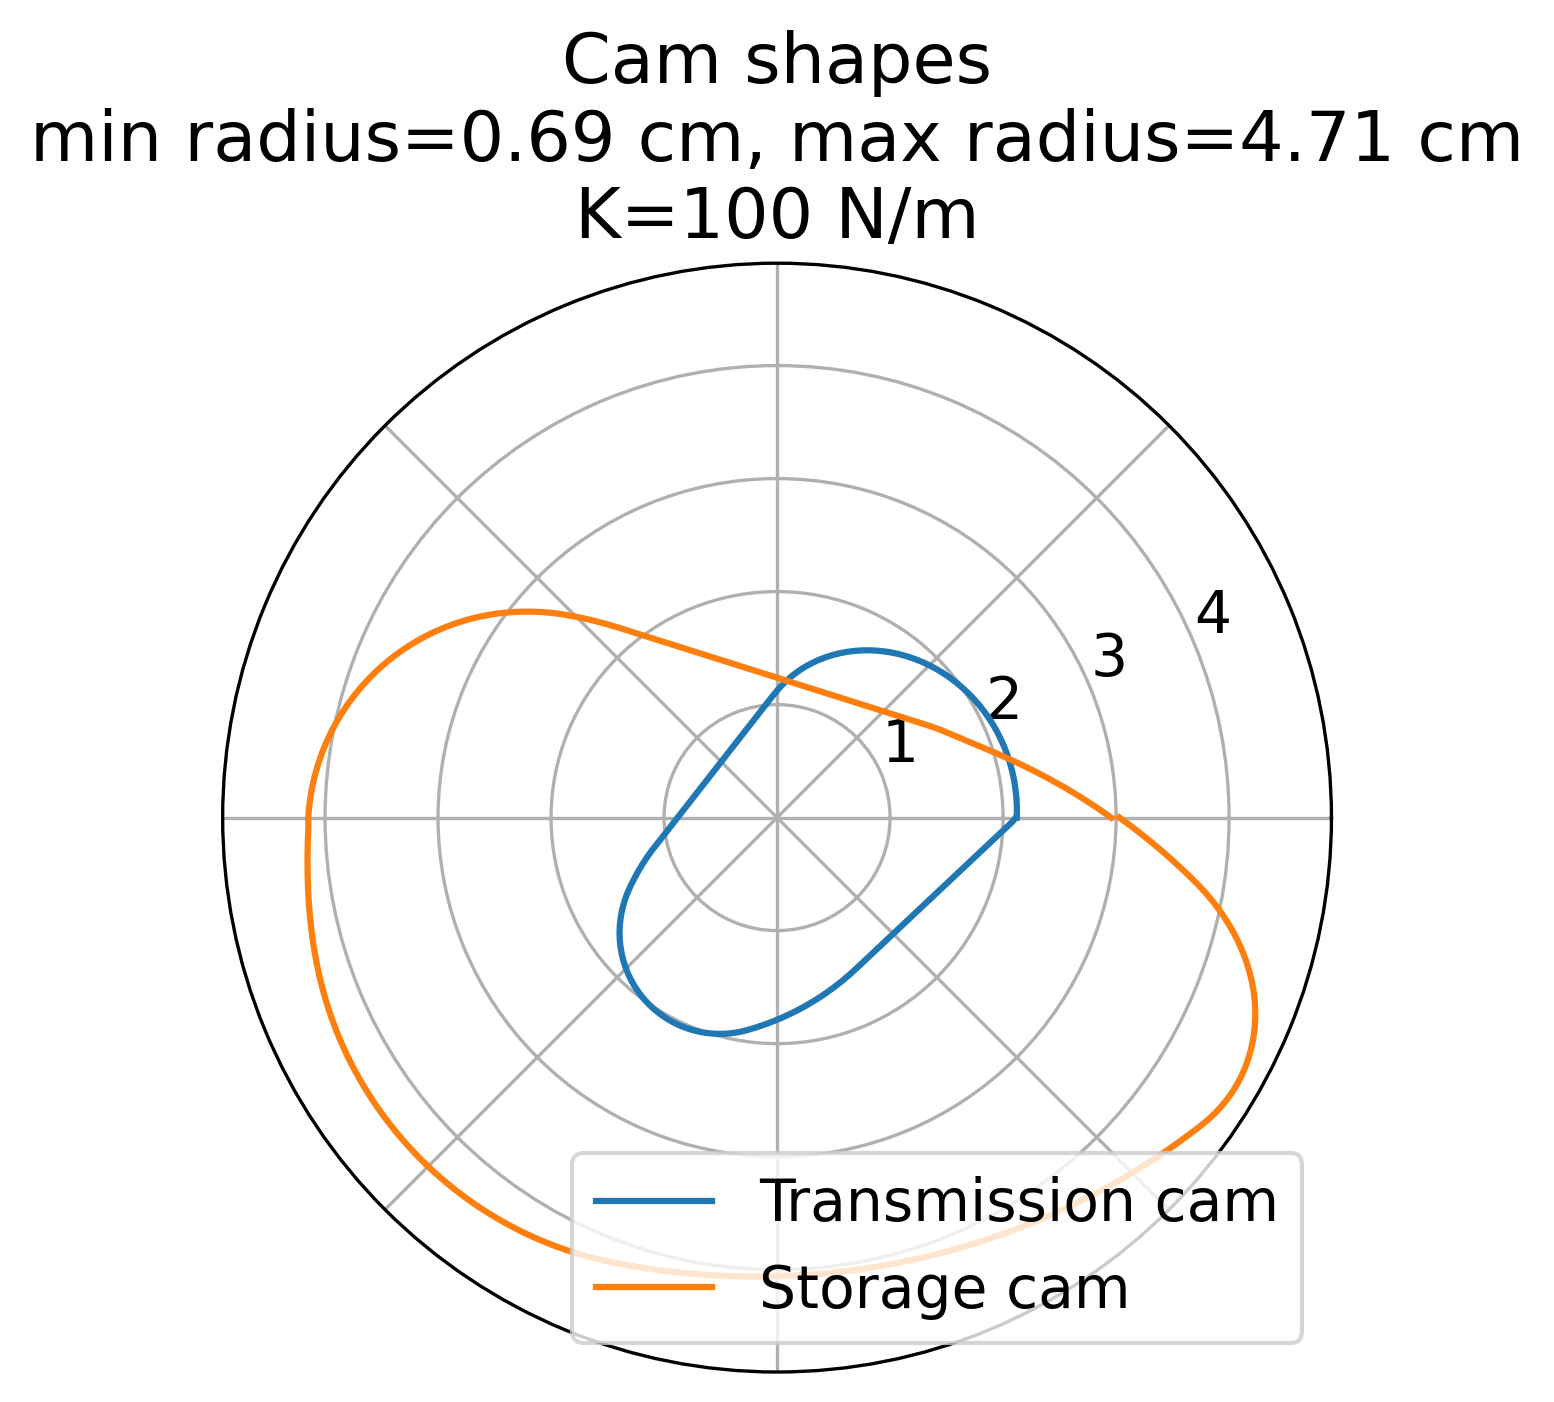 Cam shapes
min radius=0.69 cm, max radius=4.71 cm
K=100 N/m
4
3
2
1
Transmission cam
Storage cam